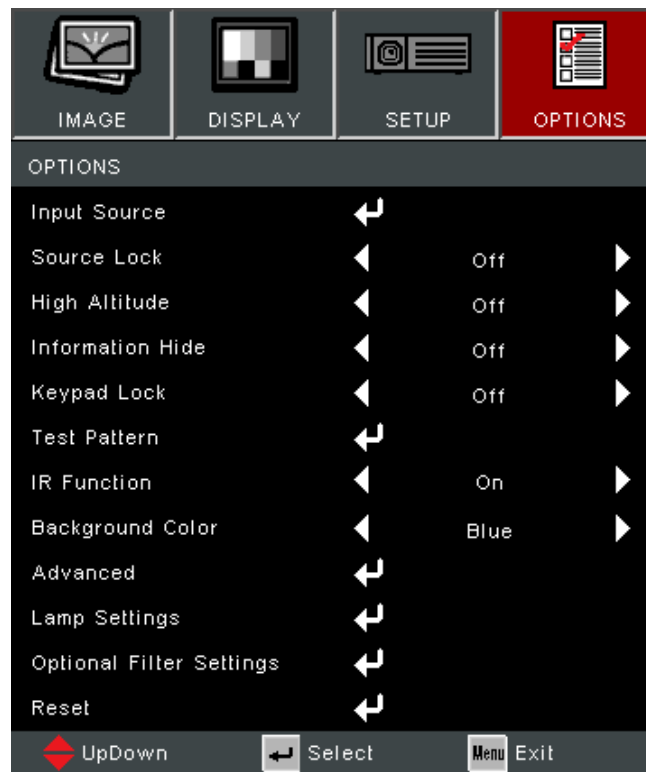 IMAGE DISPLAY SETUP OPTIONS
OPTIONS
Input Source
Source Lock Off
High Altitude Off
Information Hide Off
Keypad Lock Off
Test Pattern
IR Function On
Background Color Blue
Advanced
Lamp Settings
Optional Filter Settings
Reset
UpDown Select Menu Exit